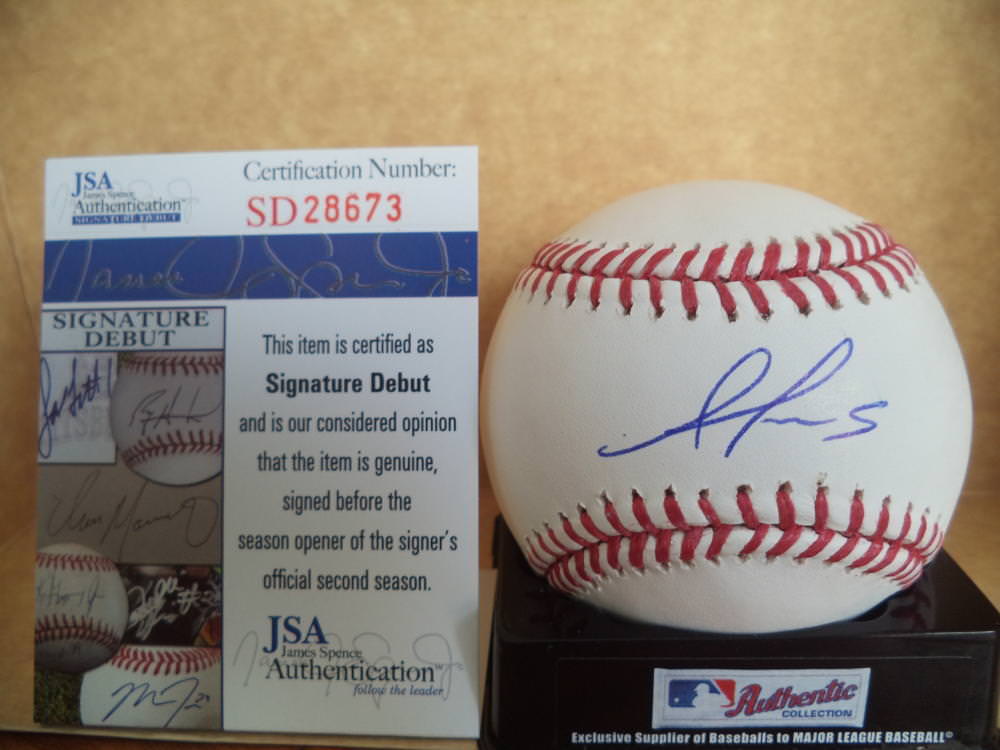 JSA
James Spence
Authentication™
SIGNATURE DEBUT
Certification Number:
SD28673
SIGNATURE
DEBUT
This item is certified as
Signature Debut
and is our considered opinion
that the item is genuine,
signed before the
season opener of the signer's
official second season.
JSA
James Spence
Authentication™
follow the leader
Authentic
COLLECTION
Exclusive Supplier of Baseballs to MAJOR LEAGUE BASEBALL®